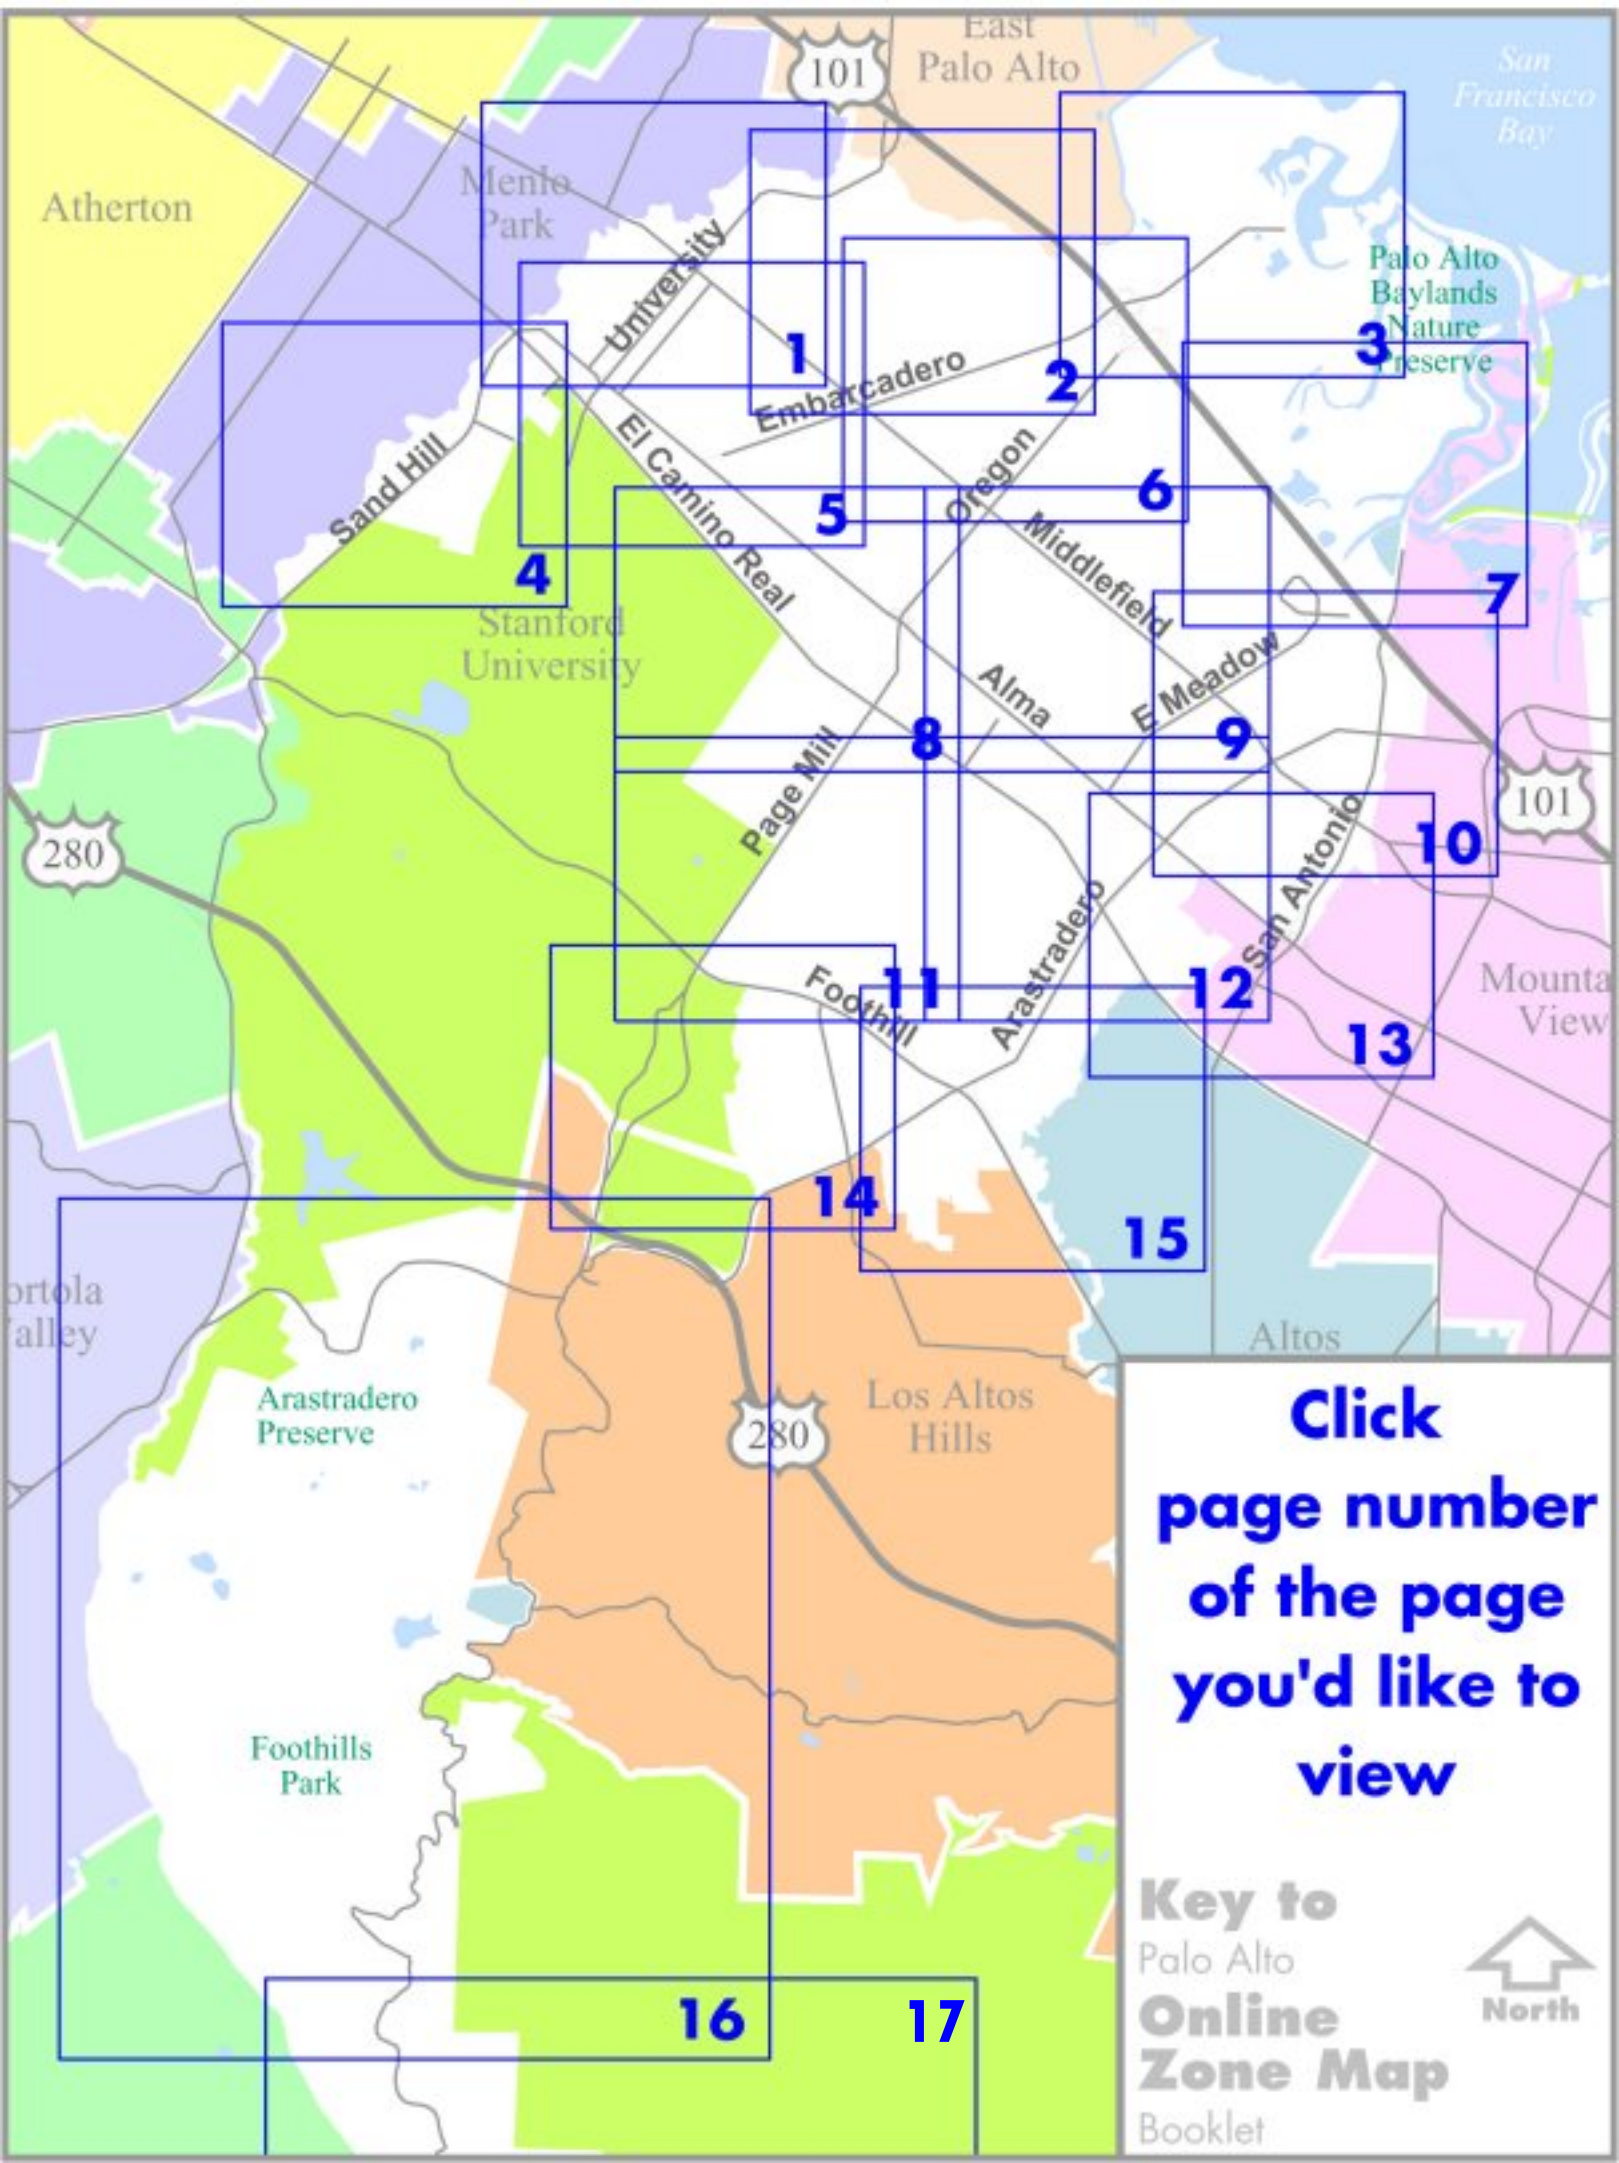 East
Palo Alto
101
San
Francisco
Bay
Atherton
Menlo
Park
University
Palo Alto
Baylands
Nature
Preserve
1
2
3
Embarcadero
El Camino Real
Sand Hill
Oregon
4
5
6
7
Middlefield
Stanford
University
E Meadow
Alma
Page Mill
8
9
10
101
280
San Antonio
Arastradero
Foothill
11
12
13
Mounta
View
14
15
ortola
alley
Altos
Arastradero
Preserve
280
Los Altos
Hills
Foothills
Park
16
17
Click
page number
of the page
you'd like to
view
Key to
Palo Alto
Online
Zone Map
Booklet
North